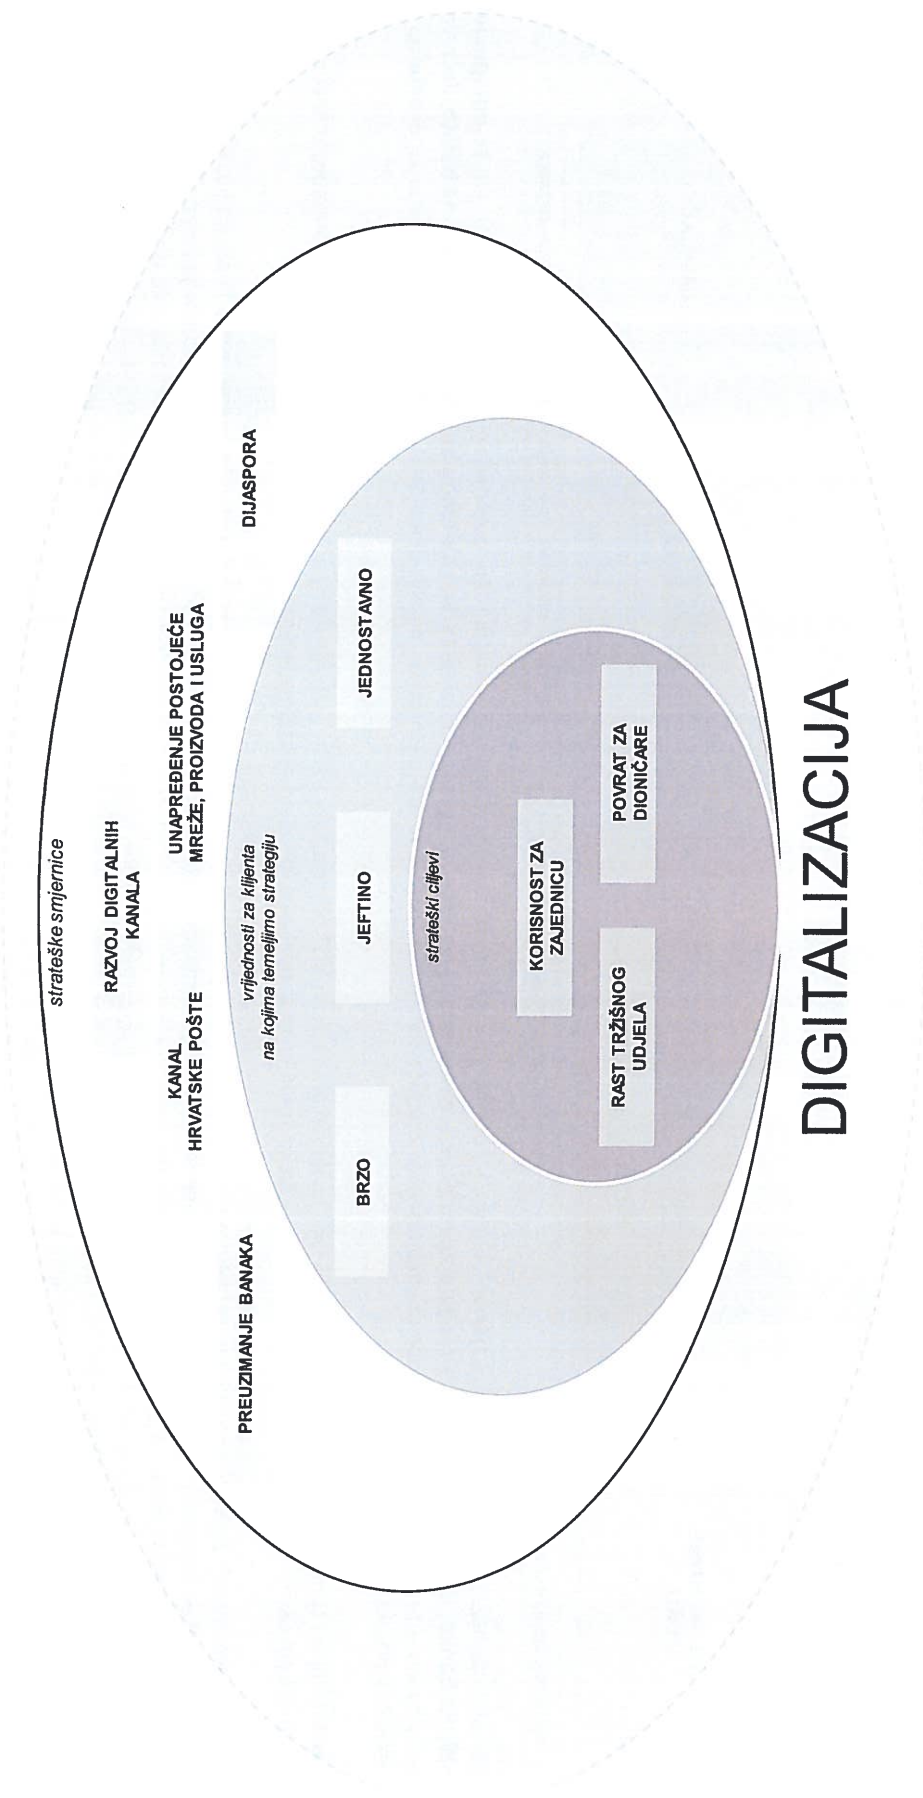 strateške smjernice
RAZVOJ DIGITALNIH
KANALA
KANAL
HRVATSKE POŠTE
UNAPREĐENJE POSTOJEĆE
MREŽE, PROIZVODA I USLUGA
PREUZIMANJE BANAKA
DIJASPORA
vrijednosti za klijenta
na kojima temeljimo strategiju
BRZO
JEFTINO
JEDNOSTAVNO
strateški ciljevi
KORISNOST ZA
ZAJEDNICU
RAST TRŽIŠNOG
UDJELA
POVRAT ZA
DIONIČARE
DIGITALIZACIJA